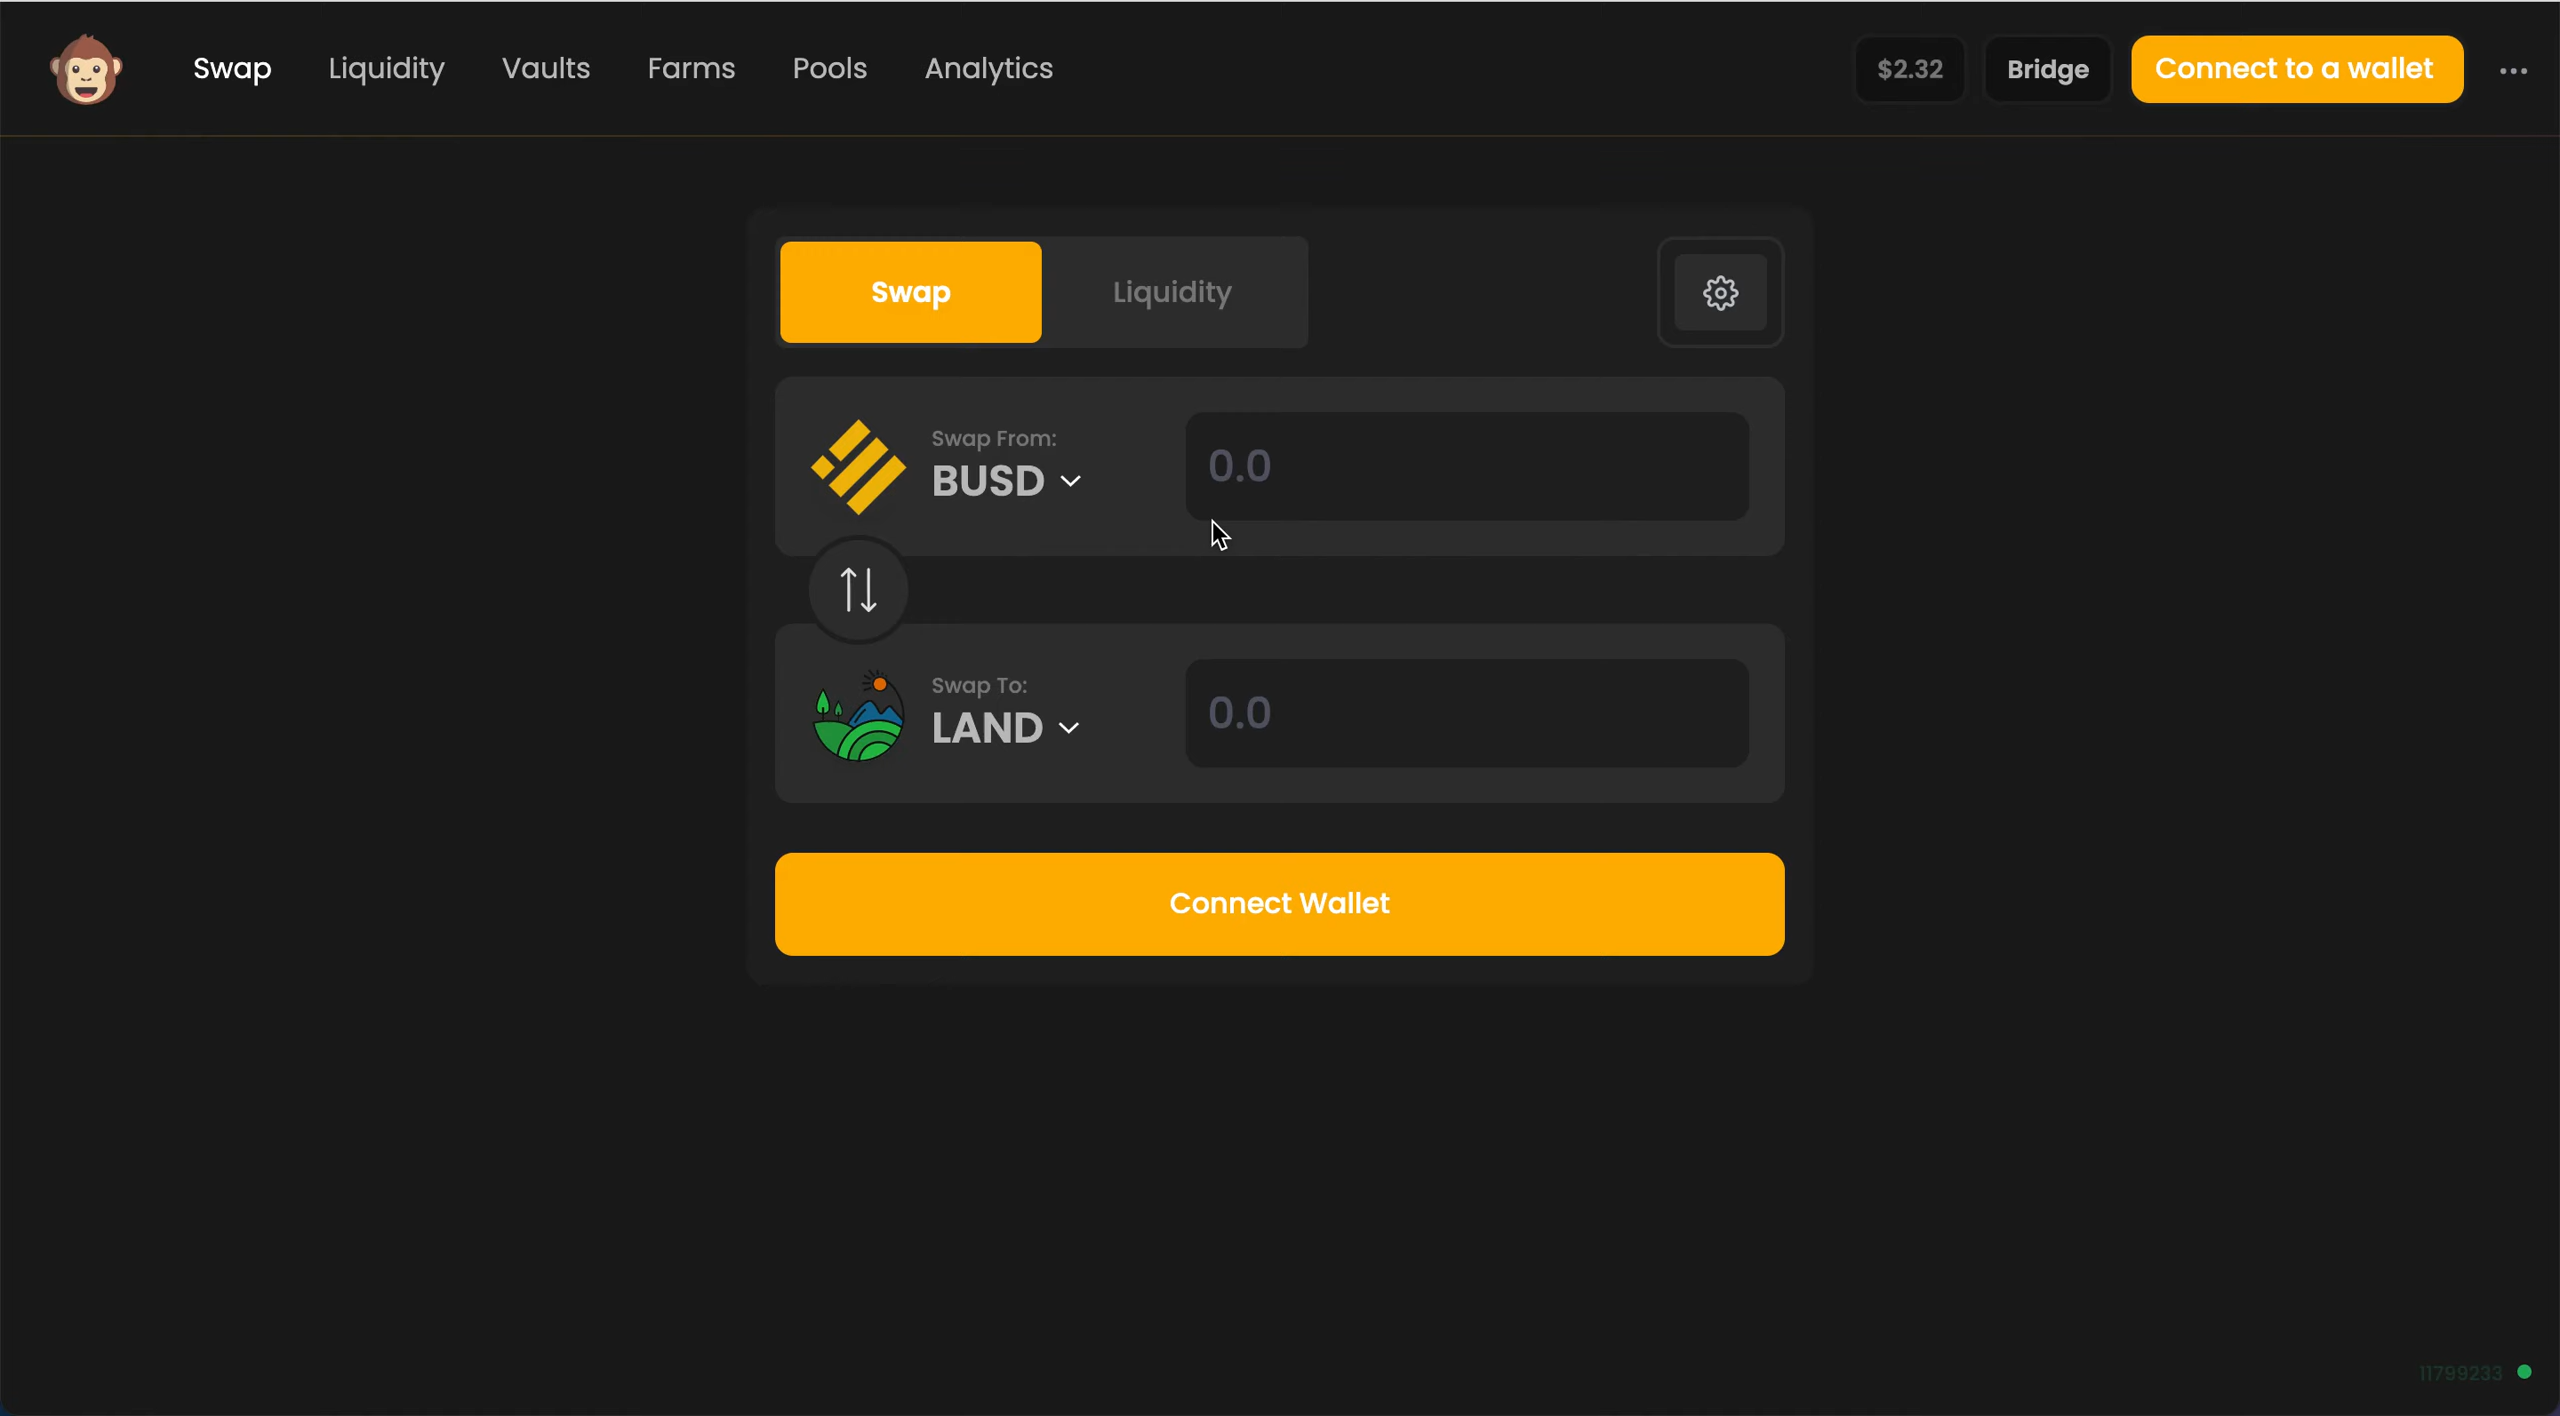 Swap Liquidity Vaults Farms Pools Analytics $2.32 Bridge Connect to a wallet
Swap Liquidity
Swap From:
BUSD 0.0
Swap To:
LAND 0.0
Connect Wallet
11799233